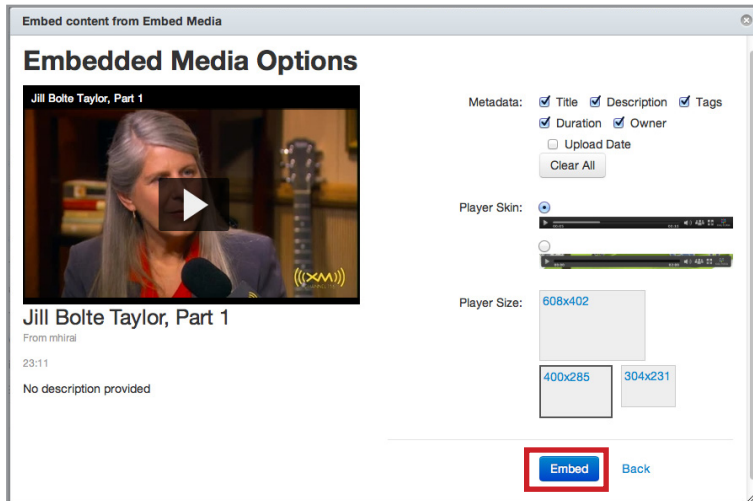 Embed content from Embed Media
Embedded Media Options
Jill Bolte Taylor, Part 1
((XM))
Jill Bolte Taylor, Part 1
From mhirai
23:11
No description provided
Metadata: Title Description Tags
Duration Owner
Upload Date
Clear All
Player Skin:
Player Size:
608x402
400x285 304x231
Embed Back